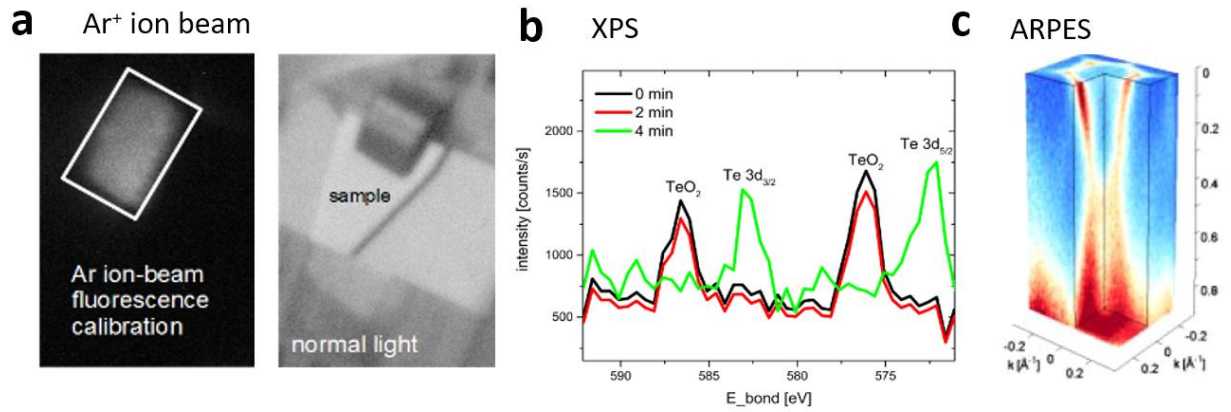 a Ar⁺ ion beam
Ar ion-beam
fluorescence
calibration
sample
normal light
b XPS
0 min
2 min
4 min
TeO₂
Te 3d₃/₂
TeO₂
Te 3d₅/₂
intensity [counts/s]
2000
1500
1000
500
590 585 580 575
E_bond [eV]
c ARPES
0
0.2
0.4
0.6
0.8
-0.2 0 0.2
k [Å⁻¹]
-0.2
0
0.2
k [Å⁻¹]